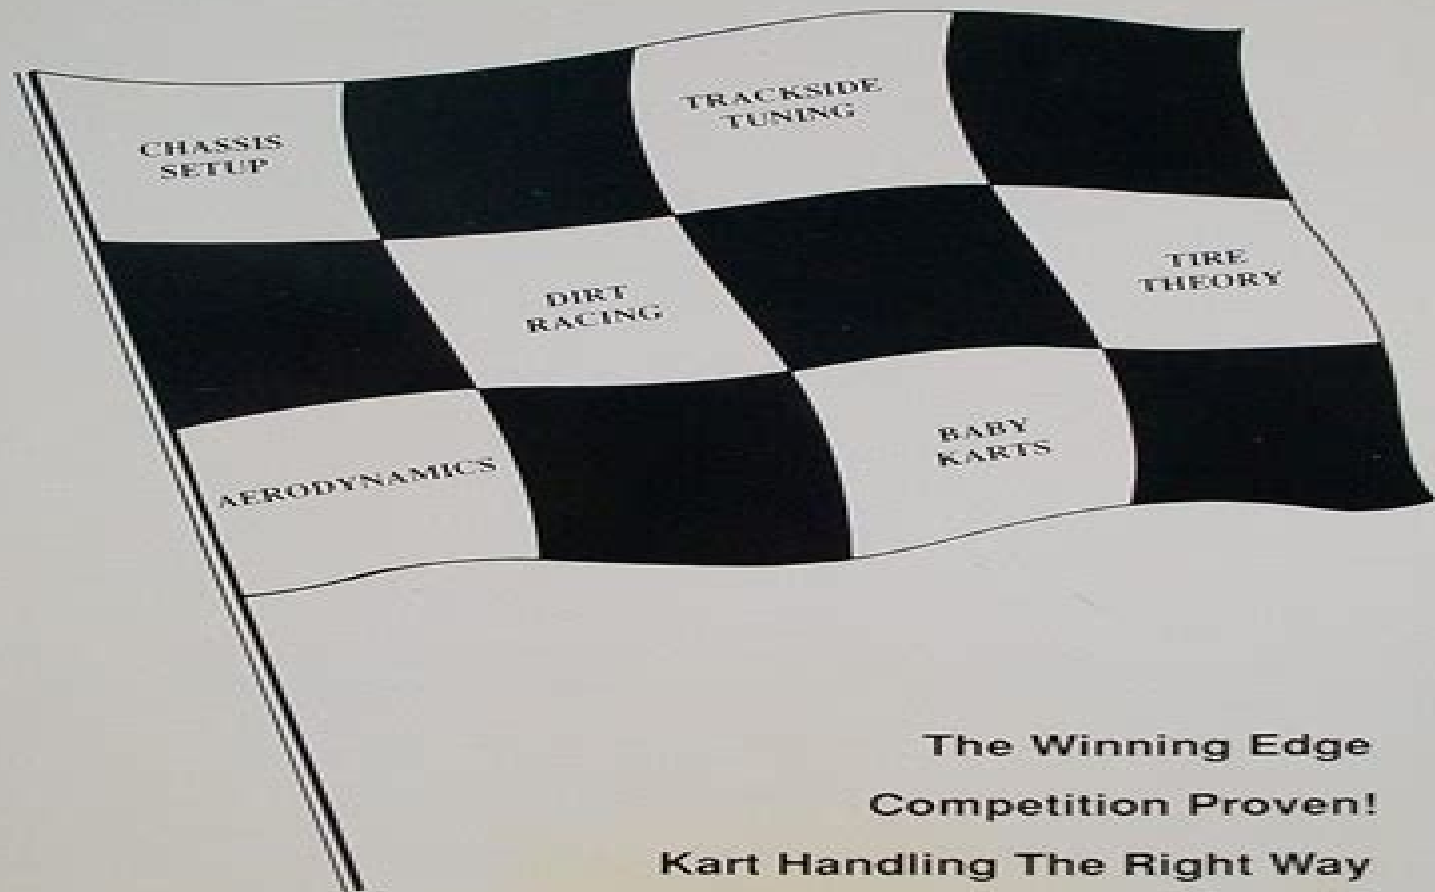 CHASSIS
SETUP
TRACKSIDE
TUNING
DIRT
RACING
TIRE
THEORY
AERODYNAMICS
BABY
KARTS
The Winning Edge
Competition Proven!
Kart Handling The Right Way